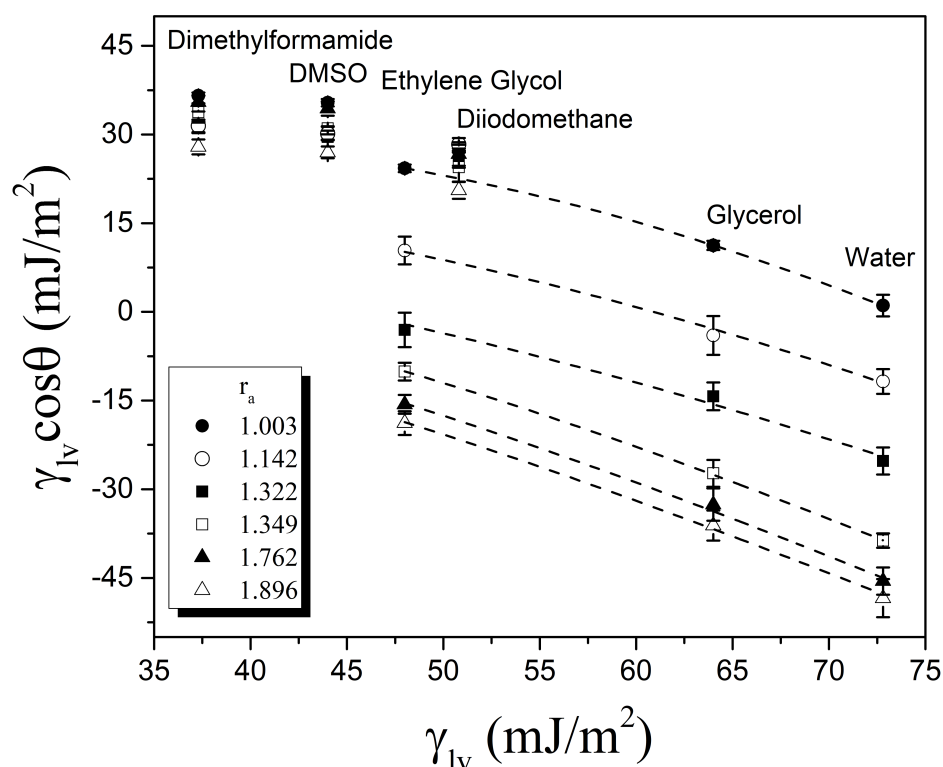 45
30
15
0
-15
-30
-45
γlv cosθ (mJ/m²)
Dimethylformamide
DMSO
Ethylene Glycol
Diiodomethane
Glycerol
Water
ra
1.003
1.142
1.322
1.349
1.762
1.896
35 40 45 50 55 60 65 70 75
γlv (mJ/m²)